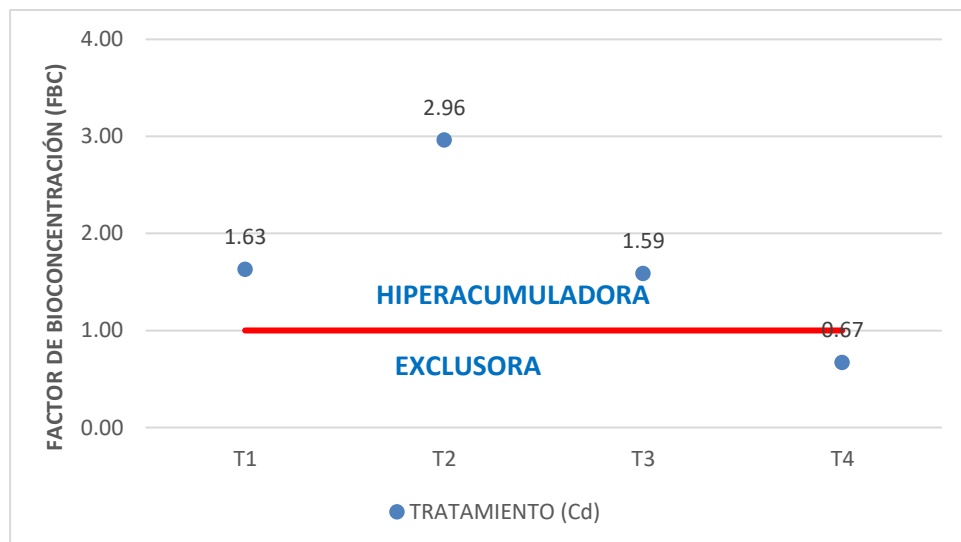 FACTOR DE BIOCONCENTRACIÓN (FBC)
4.00
3.00
2.00
1.00
0.00
1.63
2.96
1.59
0.67
HIPERACUMULADORA
EXCLUSORA
T1
T2
T3
T4
TRATAMIENTO (Cd)